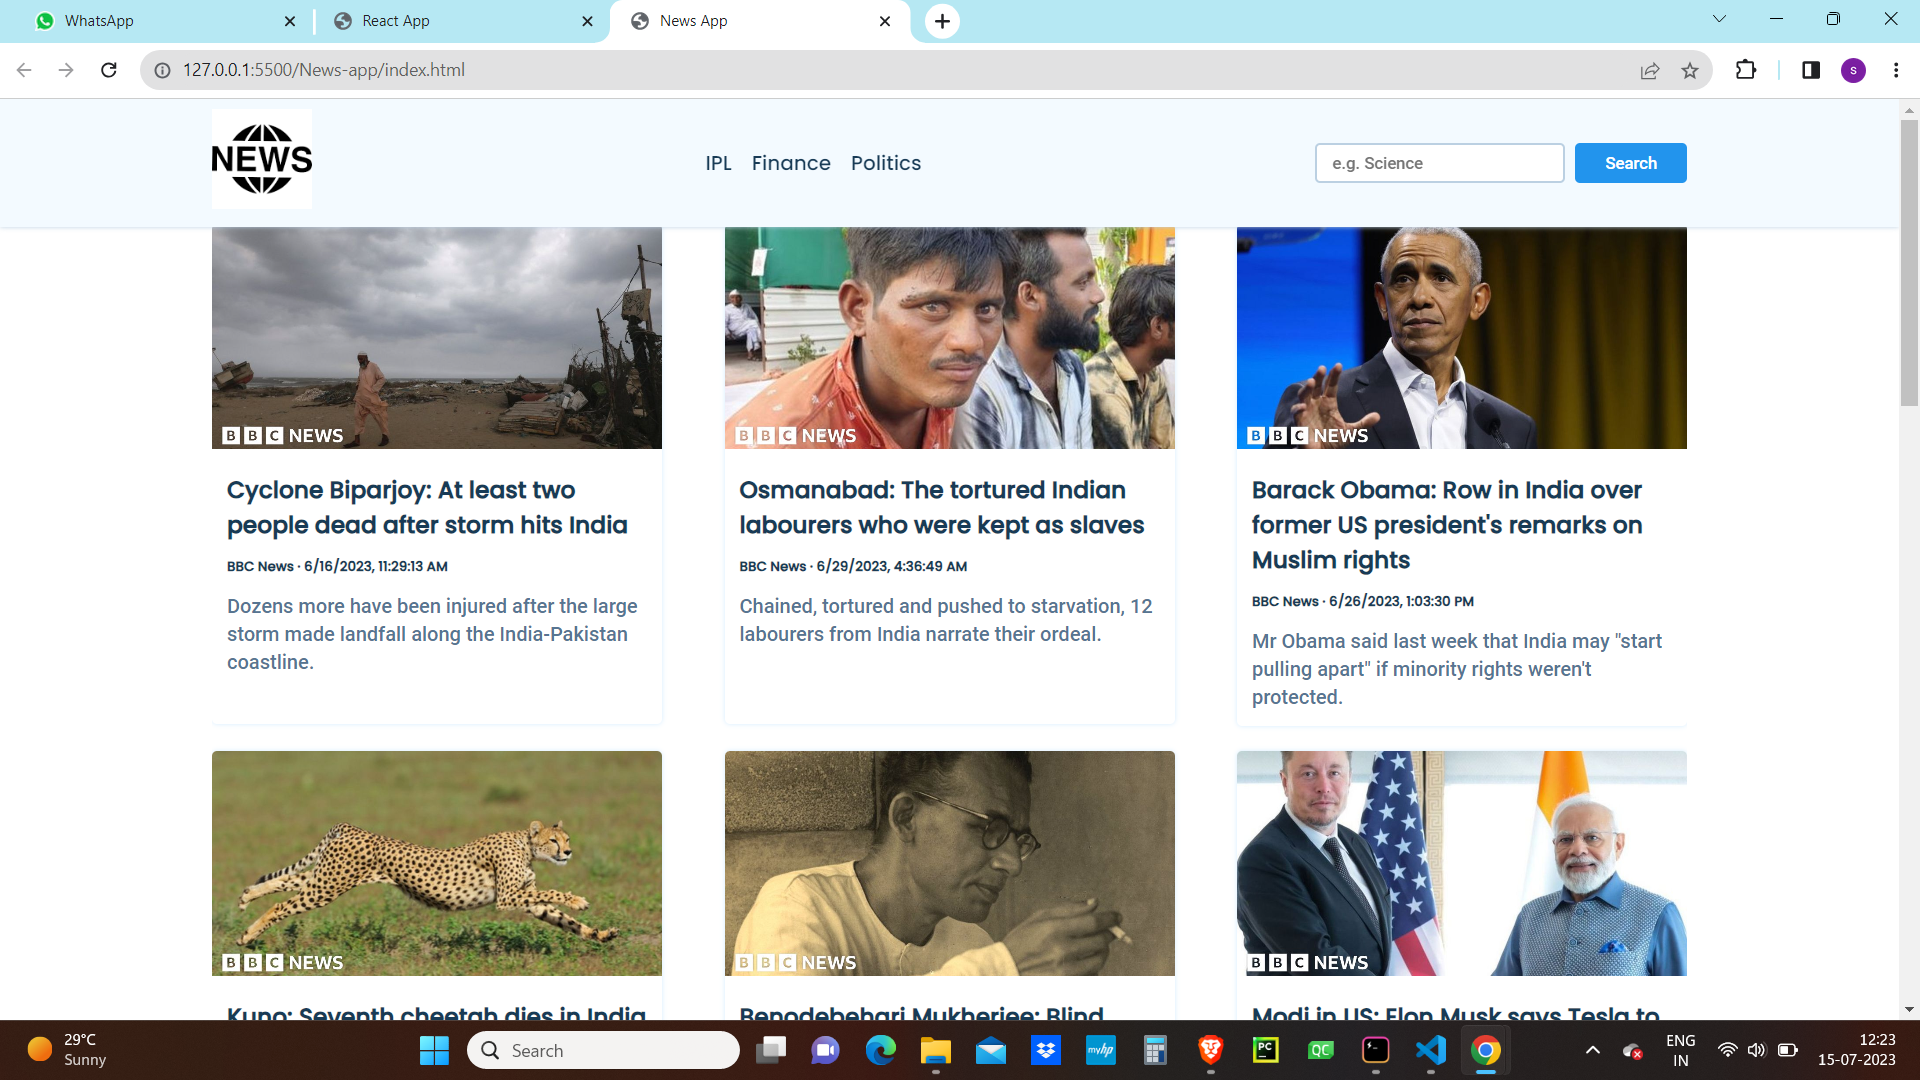 WhatsApp
React App
News App
127.0.0.1:5500/News-app/index.html
S
NEWS
IPL Finance Politics
e.g. Science
Search
BBC NEWS
BBC NEWS
BBC NEWS
Cyclone Biparjoy: At least two
people dead after storm hits India
BBC News · 6/16/2023, 11:29:13 AM
Dozens more have been injured after the large
storm made landfall along the India-Pakistan
coastline.
Osmanabad: The tortured Indian
labourers who were kept as slaves
BBC News · 6/29/2023, 4:36:49 AM
Chained, tortured and pushed to starvation, 12
labourers from India narrate their ordeal.
Barack Obama: Row in India over
former US president's remarks on
Muslim rights
BBC News · 6/26/2023, 1:03:30 PM
Mr Obama said last week that India may "start
pulling apart" if minority rights weren't
protected.
BBC NEWS
BBC NEWS
BBC NEWS
Kuno: Seventh cheetah dies in India
Benodebehari Mukherjee: Blind
Modi in US: Elon Musk says Tesla to
29°C
Sunny
Search
myhp
PC
QC
ENG
IN
12:23
15-07-2023